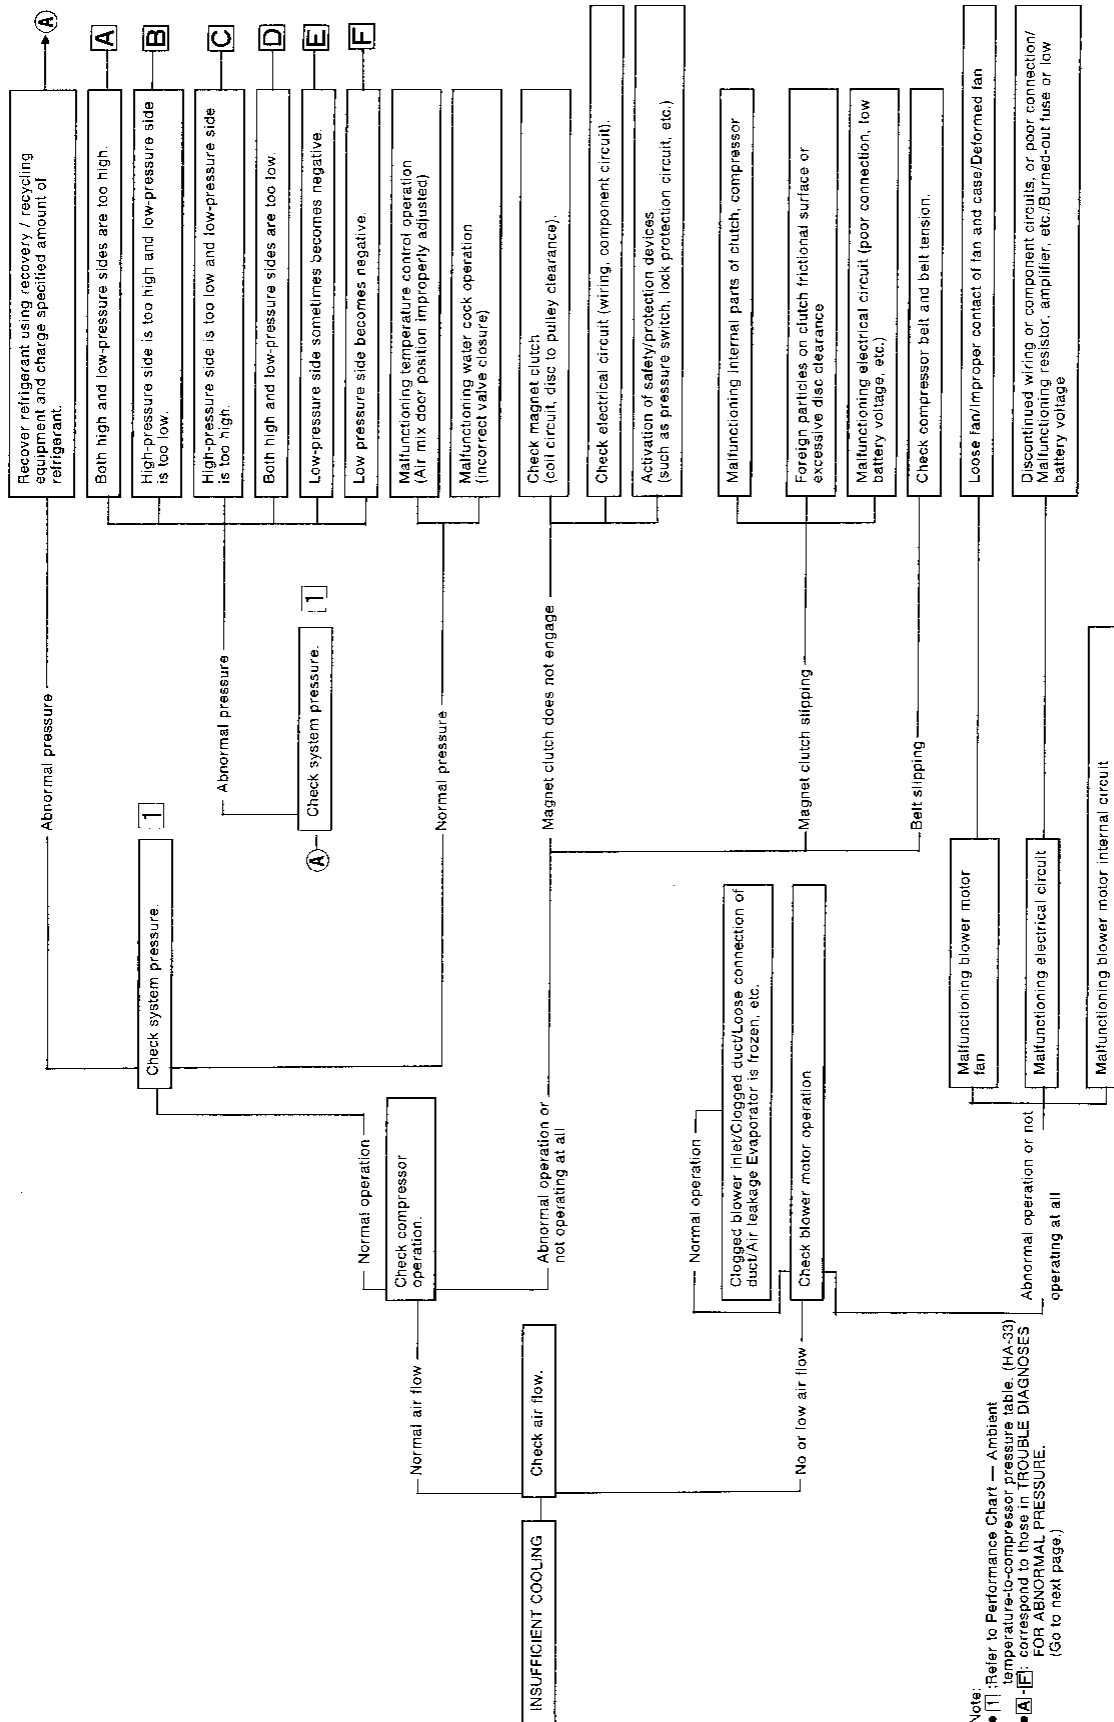 INSUFFICIENT COOLING
Check air flow.
Normal air flow
Check compressor
operation.
Normal operation
Check system pressure.
1
Abnormal pressure
Recover refrigerant using recovery / recycling
equipment and charge specified amount of
refrigerant.
A
A
Check system pressure.
1
Abnormal pressure
Both high and low-pressure sides are too high.
A
High-pressure side is too high and low-pressure side
is too low.
B
High-pressure side is too low and low-pressure side
is too high.
C
Both high and low-pressure sides are too low.
D
Low-pressure side sometimes becomes negative.
E
Low pressure side becomes negative.
F
Normal pressure
Malfunctioning temperature control operation
(Air mix door position improperly adjusted)
Malfunctioning water cock operation
(incorrect valve closure)
Abnormal operation or
not operating at all
Magnet clutch does not engage
Check magnet clutch
(coil circuit, disc to pulley clearance).
Check electrical circuit (wiring, component circuit).
Activation of safety/protection devices
(such as pressure switch, lock protection circuit, etc.)
Magnet clutch slipping
Malfunctioning internal parts of clutch, compressor
Foreign particles on clutch frictional surface or
excessive disc clearance
Malfunctioning electrical circuit (poor connection, low
battery voltage, etc.)
Belt slipping
Check compressor belt and belt tension.
No or low air flow
Check blower motor operation
Normal operation
Clogged blower inlet/Clogged duct/Loose connection of
duct/Air leakage Evaporator is frozen, etc.
Abnormal operation or not
operating at all
Malfunctioning blower motor
fan
Loose fan/Improper contact of fan and case/Deformed fan
Malfunctioning electrical circuit
Discontinued wiring or component circuits, or poor connection/
Malfunctioning resistor, amplifier, etc./Burned-out fuse or low
battery voltage
Malfunctioning blower motor internal circuit
Note:
• 1 :Refer to Performance Chart — Ambient
temperature-to-compressor pressure table. (HA-33)
• A - F : correspond to those in TROUBLE DIAGNOSES
FOR ABNORMAL PRESSURE.
(Go to next page.)